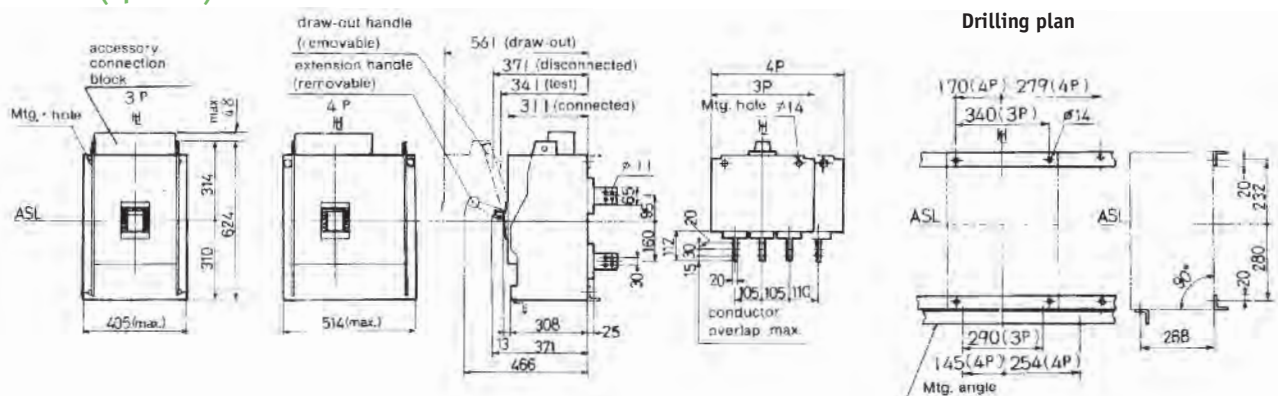 Drilling plan
accessory
connection
block
3 P
Mtg. hole
max
48
ASL
314
624
310
405(max.)
draw-out handle
(removable)
extension handle
(removable)
4 P
514(max.)
561 (draw-out)
371 (disconnected)
341 (test)
311 (connected)
ø11
65
95
160
30
308
25
13
371
466
4P
3P
Mtg. hole ø14
20
112
30
15
20
105 105 110
conductor
overlap max.
170(4P) 279(4P)
340(3P)
ø14
ASL
ASL
20
232
280
20
90°
268
290(3P)
145(4P) 254(4P)
Mtg. angle